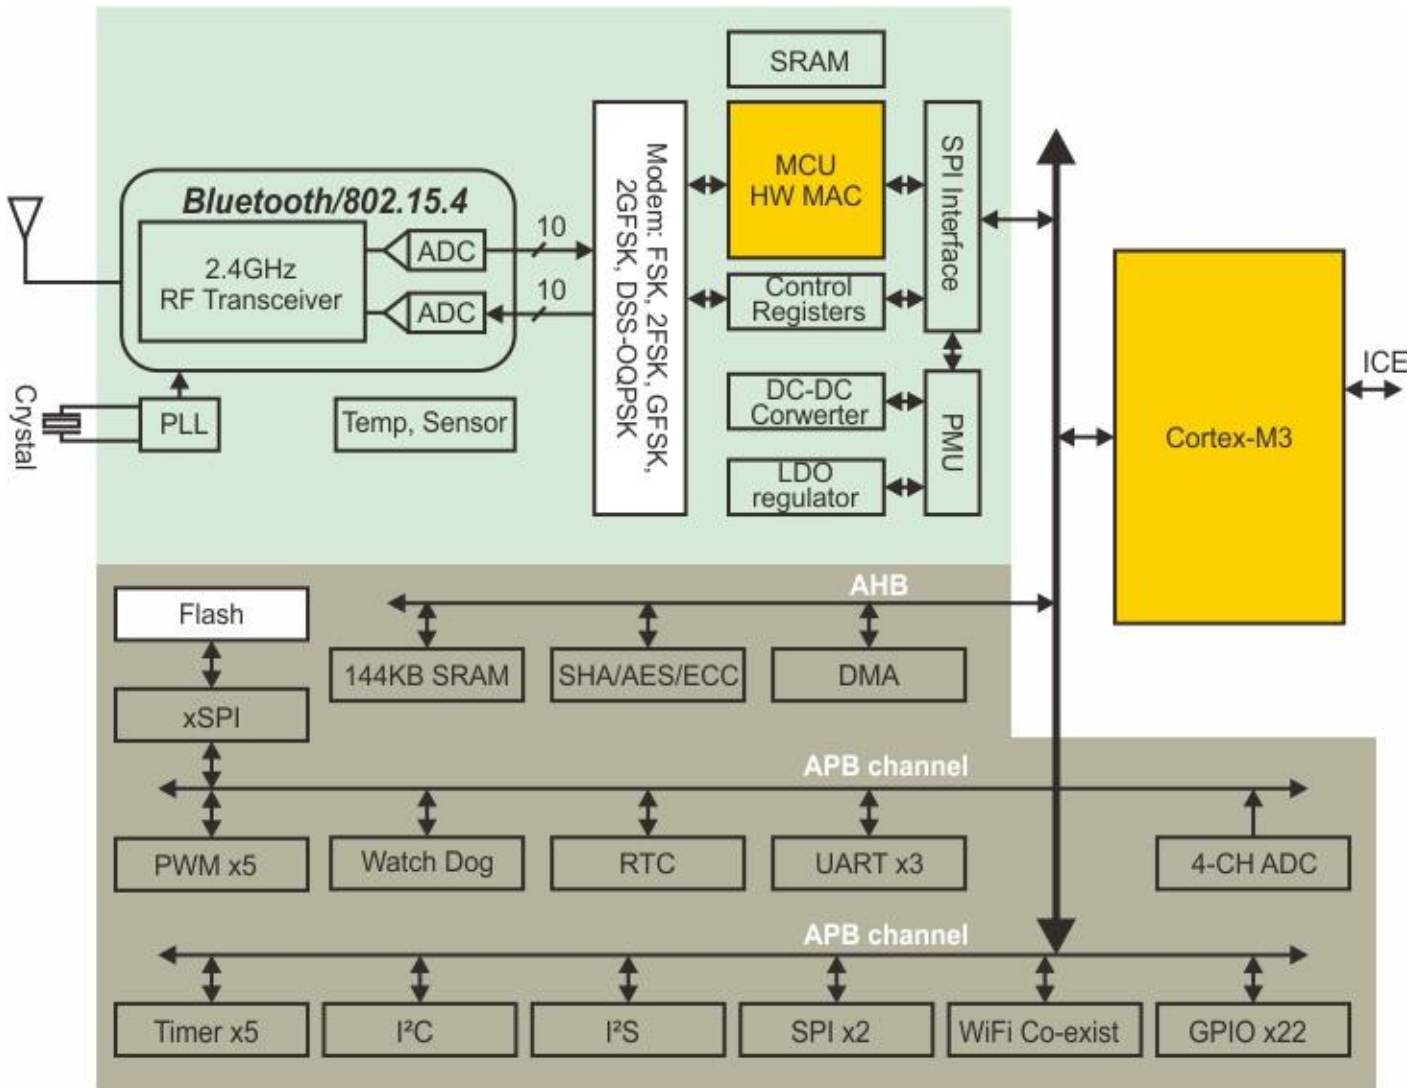 SRAM
MCU
HW MAC
SPI Interface
Modem: FSK, 2FSK, GFSK,
2GFSK, DSS-OQPSK
Bluetooth/802.15.4
2.4GHz
RF Transceiver
ADC
10
ADC
10
Control
Registers
DC-DC
Corwerter
PMU
LDO
regulator
Crystal
PLL
Temp, Sensor
ICE
Cortex-M3
AHB
Flash
144KB SRAM
SHA/AES/ECC
DMA
xSPI
APB channel
PWM x5
Watch Dog
RTC
UART x3
4-CH ADC
APB channel
Timer x5
I²C
I²S
SPI x2
WiFi Co-exist
GPIO x22